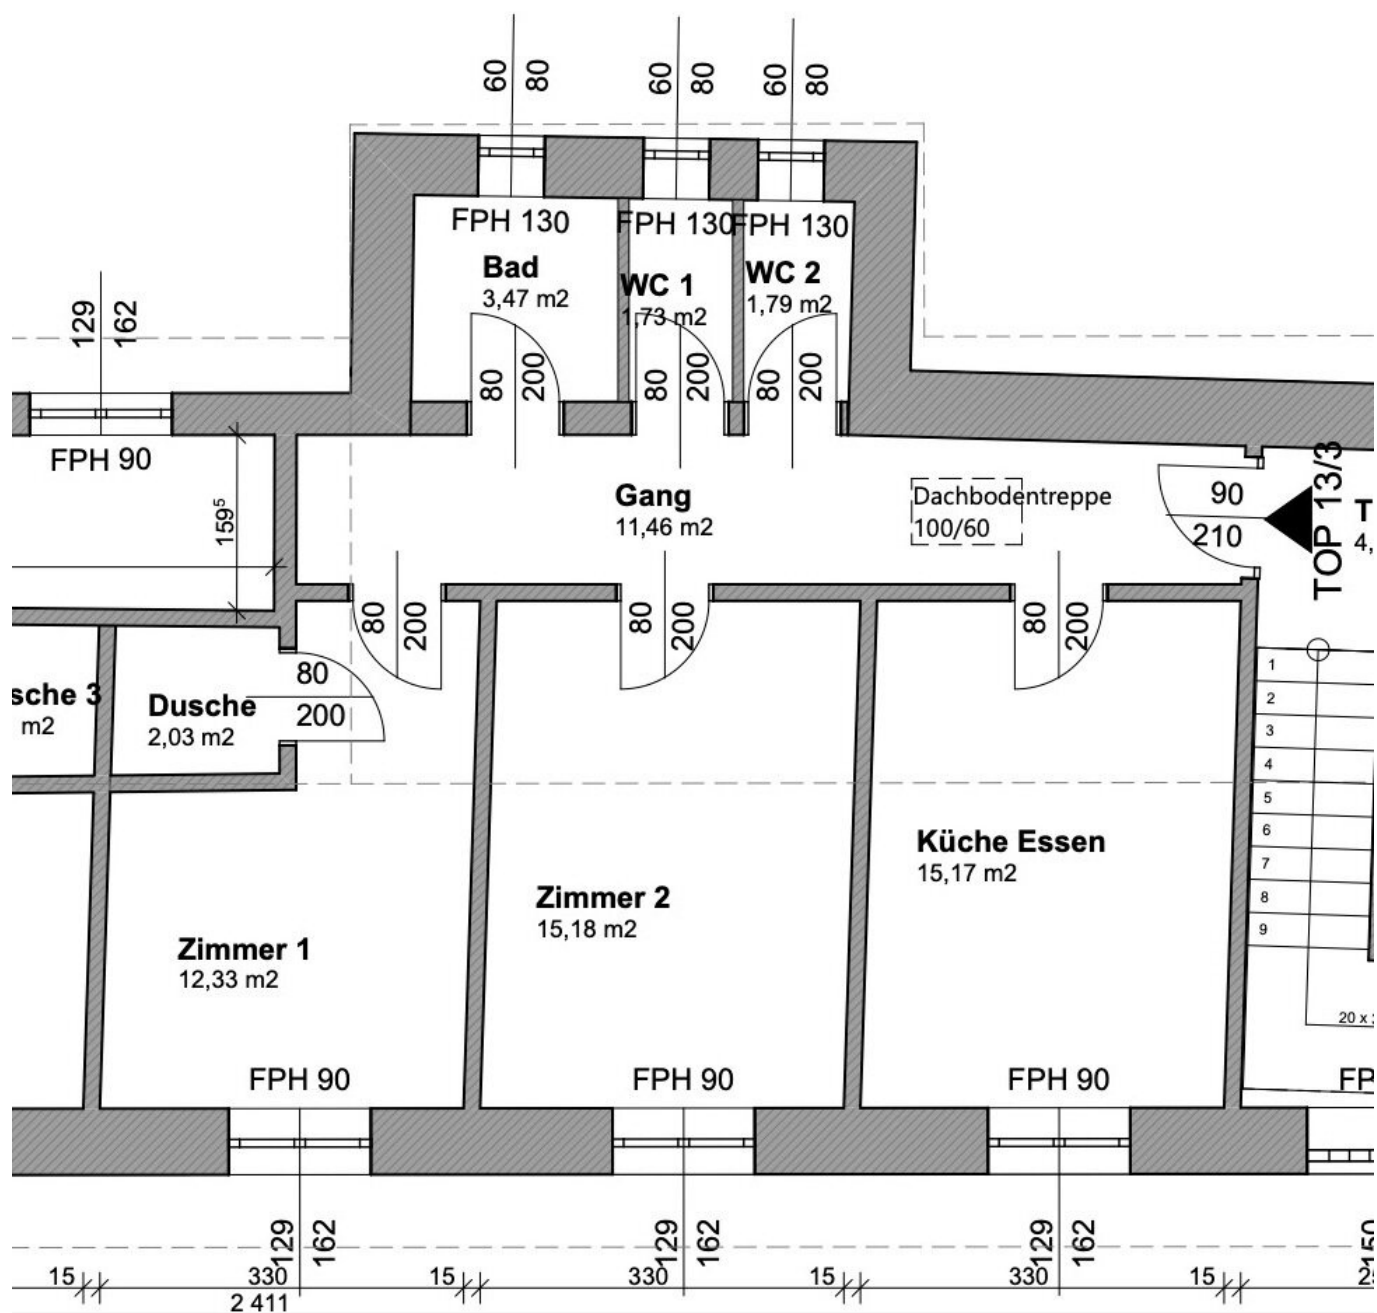 60 80
60 80
60 80
FPH 130
FPH 130
FPH 130
Bad
3,47 m2
WC 1
1,73 m2
WC 2
1,79 m2
129 162
80 200
80 200
80 200
FPH 90
159⁵
Gang
11,46 m2
Dachbodentreppe
100/60
90
210
TOP 13/3
T
4,
80 200
80 200
80 200
sche 3
m2
Dusche
2,03 m2
80
200
1
2
3
4
5
6
7
8
9
Küche Essen
15,17 m2
Zimmer 2
15,18 m2
Zimmer 1
12,33 m2
20 x
FPH 90
FPH 90
FPH 90
FP
129 162
129 162
129 162
150
15 330 15 330 15 330 15 25
2 411